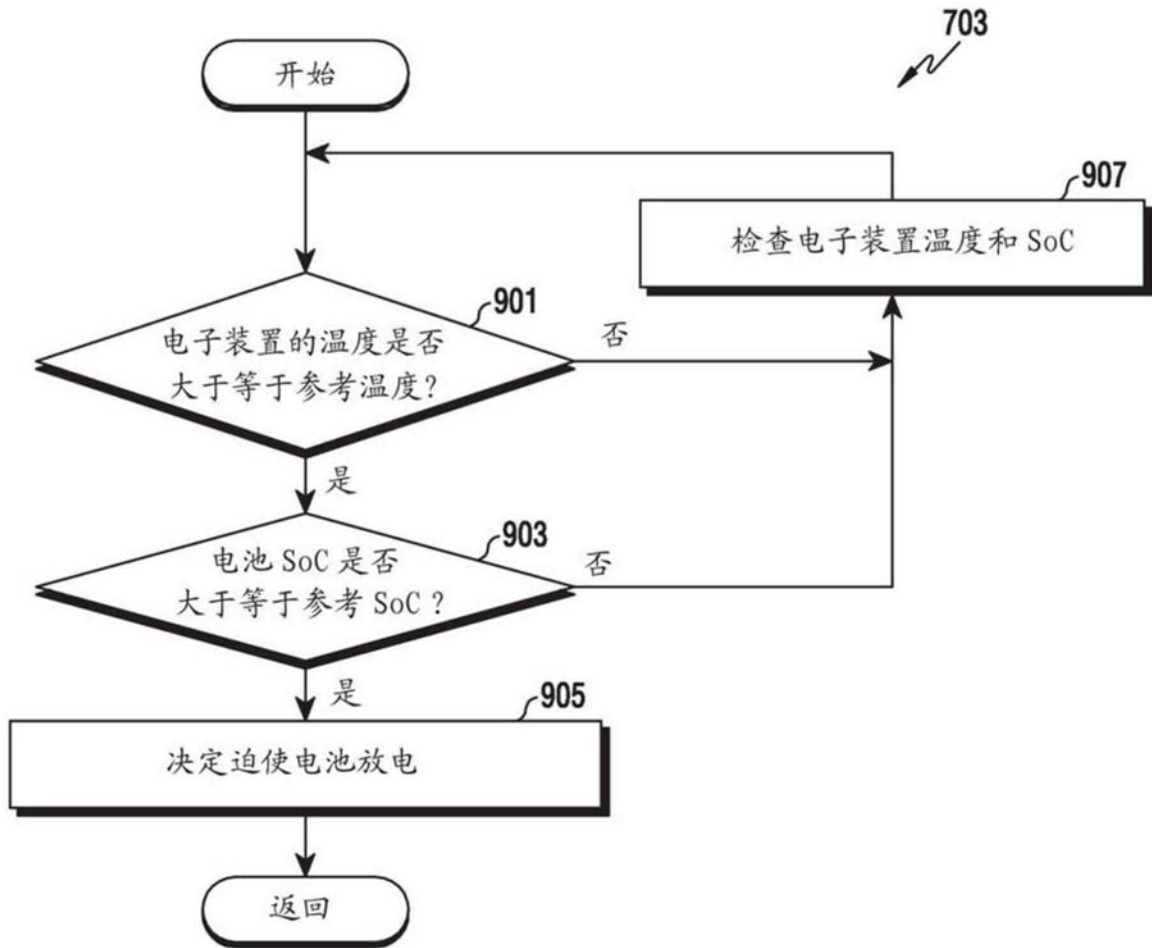 703
开始
907
检查电子装置温度和 SoC
901
电子装置的温度是否
大于等于参考温度?
否
是
903
电池 SoC 是否
大于等于参考 SoC ?
否
是
905
决定迫使电池放电
返回